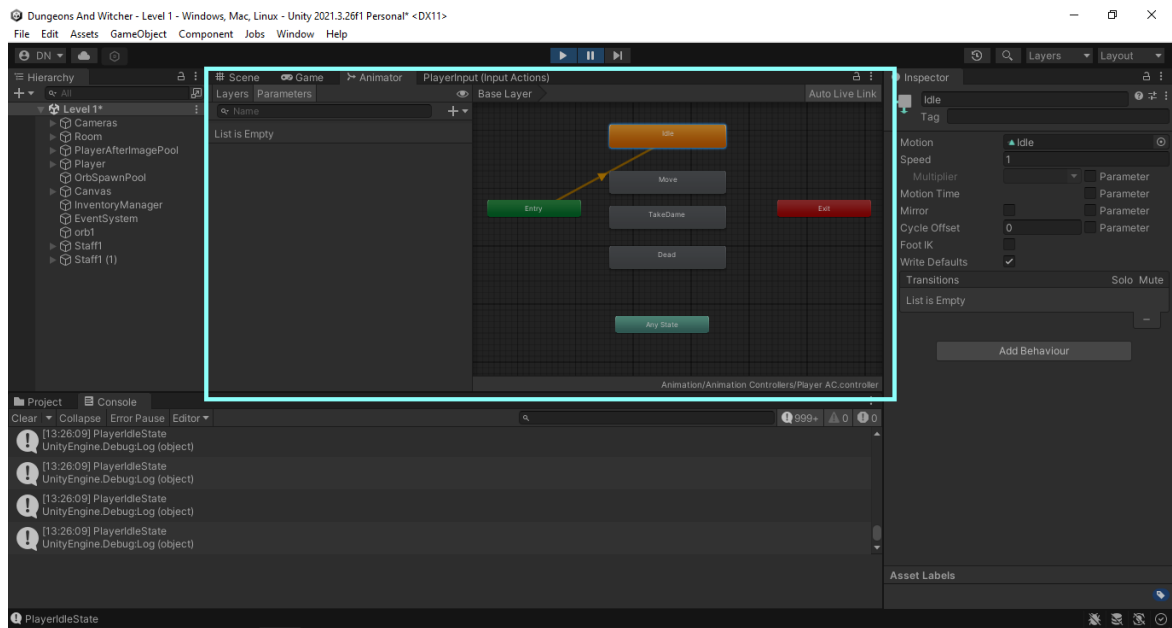 Dungeons And Witcher - Level 1 - Windows, Mac, Linux - Unity 2021.3.26f1 Personal* <DX11>
File Edit Assets GameObject Component Jobs Window Help
DN
Layers
Layout
Hierarchy
All
Level 1*
Cameras
Room
PlayerAfterImagePool
Player
OrbSpawnPool
Canvas
InventoryManager
EventSystem
orb1
Staff1
Staff1 (1)
Scene Game Animator PlayerInput (Input Actions)
Layers Parameters
Base Layer
Auto Live Link
Name
List is Empty
Idle
Move
Entry
TakeDame
Exit
Dead
Any State
Animation/Animation Controllers/Player AC.controller
Inspector
Idle
Tag
Motion Idle
Speed 1
Multiplier Parameter
Motion Time Parameter
Mirror Parameter
Cycle Offset 0 Parameter
Foot IK
Write Defaults
Transitions Solo Mute
List is Empty
Add Behaviour
Asset Labels
Project Console
Clear Collapse Error Pause Editor 999+ 0 0
[13:26:09] PlayerIdleState
UnityEngine.Debug:Log (object)
[13:26:09] PlayerIdleState
UnityEngine.Debug:Log (object)
[13:26:09] PlayerIdleState
UnityEngine.Debug:Log (object)
[13:26:09] PlayerIdleState
UnityEngine.Debug:Log (object)
PlayerIdleState